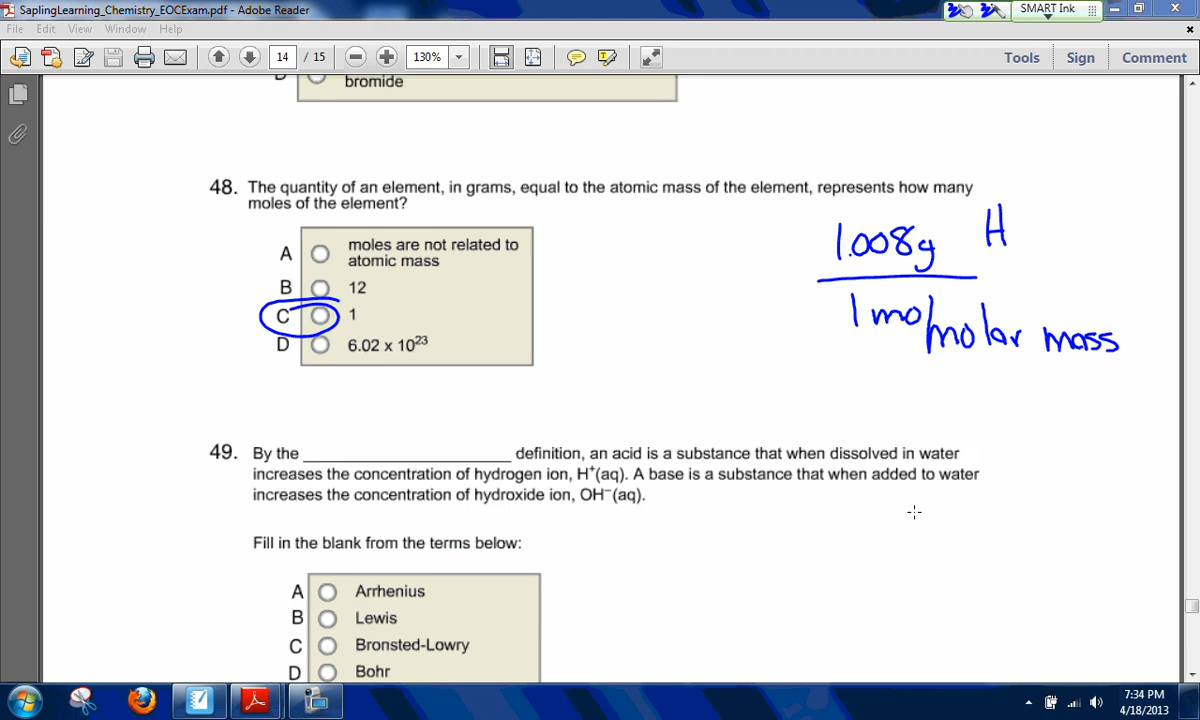 SaplingLearning_Chemistry_EOCExam.pdf - Adobe Reader
SMART Ink
File Edit View Window Help
14 / 15 130% Tools Sign Comment
bromide
48. The quantity of an element, in grams, equal to the atomic mass of the element, represents how many
moles of the element?
A moles are not related to
atomic mass
B 12
C 1
D 6.02 x 10²³
1.008g H
1 mol
molar mass
49. By the ______________________ definition, an acid is a substance that when dissolved in water
increases the concentration of hydrogen ion, H⁺(aq). A base is a substance that when added to water
increases the concentration of hydroxide ion, OH⁻(aq).
Fill in the blank from the terms below:
A Arrhenius
B Lewis
C Bronsted-Lowry
D Bohr
7:34 PM
4/18/2013